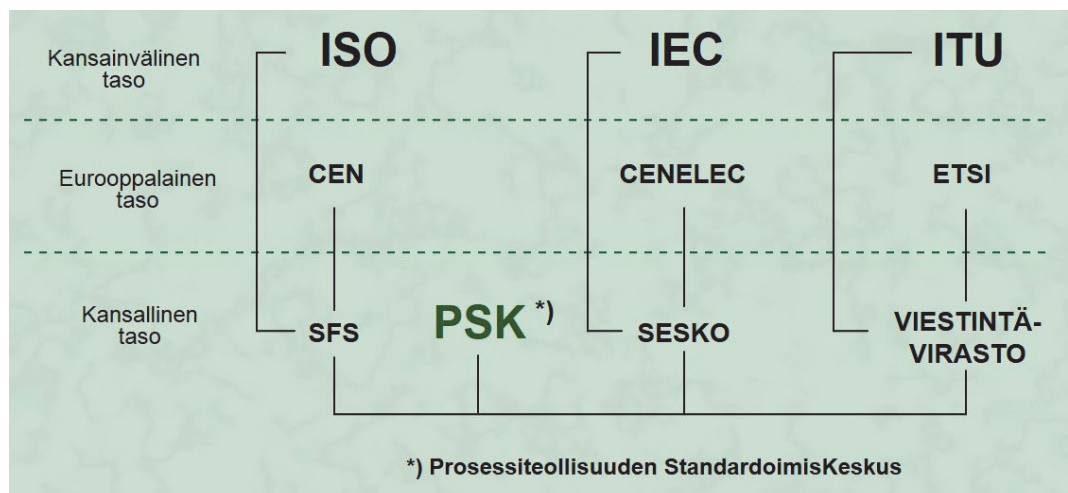 Kansainvälinen
taso
ISO
IEC
ITU
Eurooppalainen
taso
CEN
CENELEC
ETSI
Kansallinen
taso
SFS
PSK *)
SESKO
VIESTINTÄ-
VIRASTO
*) Prosessiteollisuuden StandardoimisKeskus